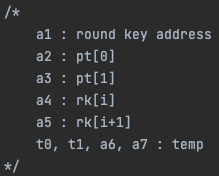 /*
a1 : round key address
a2 : pt[0]
a3 : pt[1]
a4 : rk[i]
a5 : rk[i+1]
t0, t1, a6, a7 : temp
*/